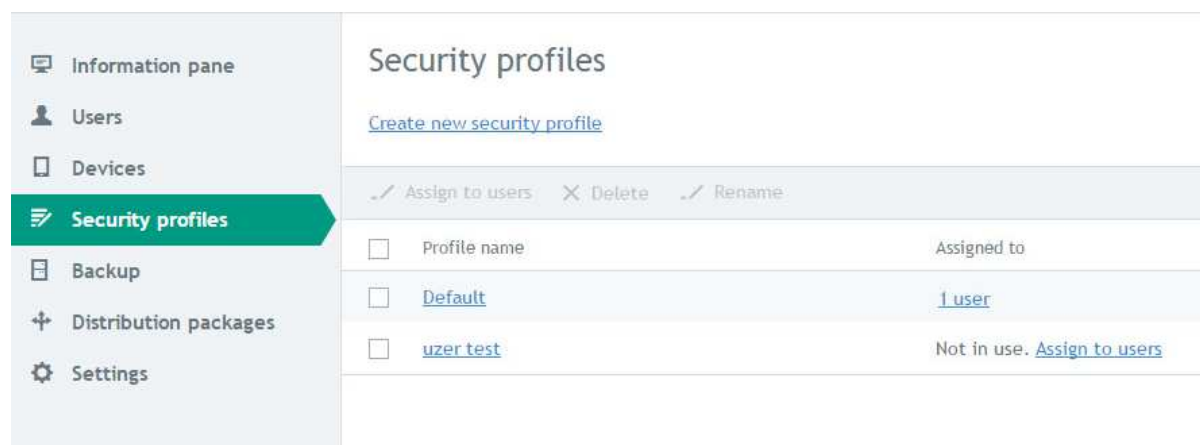 Information pane
Users
Devices
Security profiles
Backup
Distribution packages
Settings
Security profiles
Create new security profile
Assign to users Delete Rename
Profile name Assigned to
Default 1 user
uzer test Not in use. Assign to users